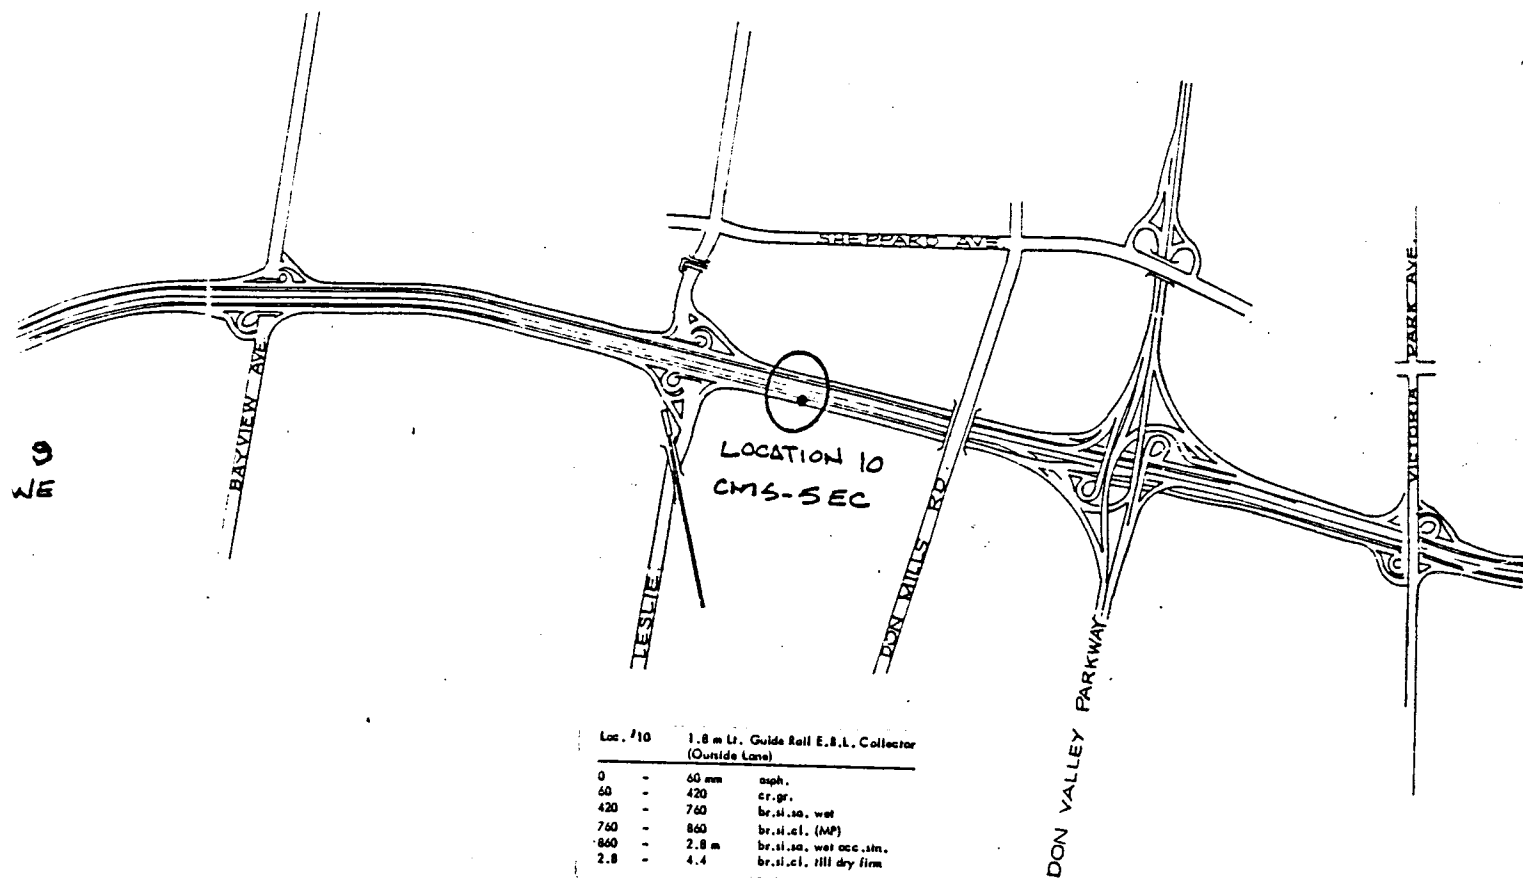 SHEPPARD AVE.
BAYVIEW AVE.
9
WE
LOCATION 10
CMS-5EC
LESLIE
DON MILLS RD
DON VALLEY PARKWAY
VICTORIA PARK AVE.
Loc. #10 1.8 m Lt. Guide Rail E.B.L. Collector
(Outside Lane)
0 - 60 mm asph.
60 - 420 cr.gr.
420 - 760 br.si.sa. wet
760 - 860 br.si.cl. (MP)
860 - 2.8 m br.si.sa. wet occ.stn.
2.8 - 4.4 br.si.cl. till dry firm